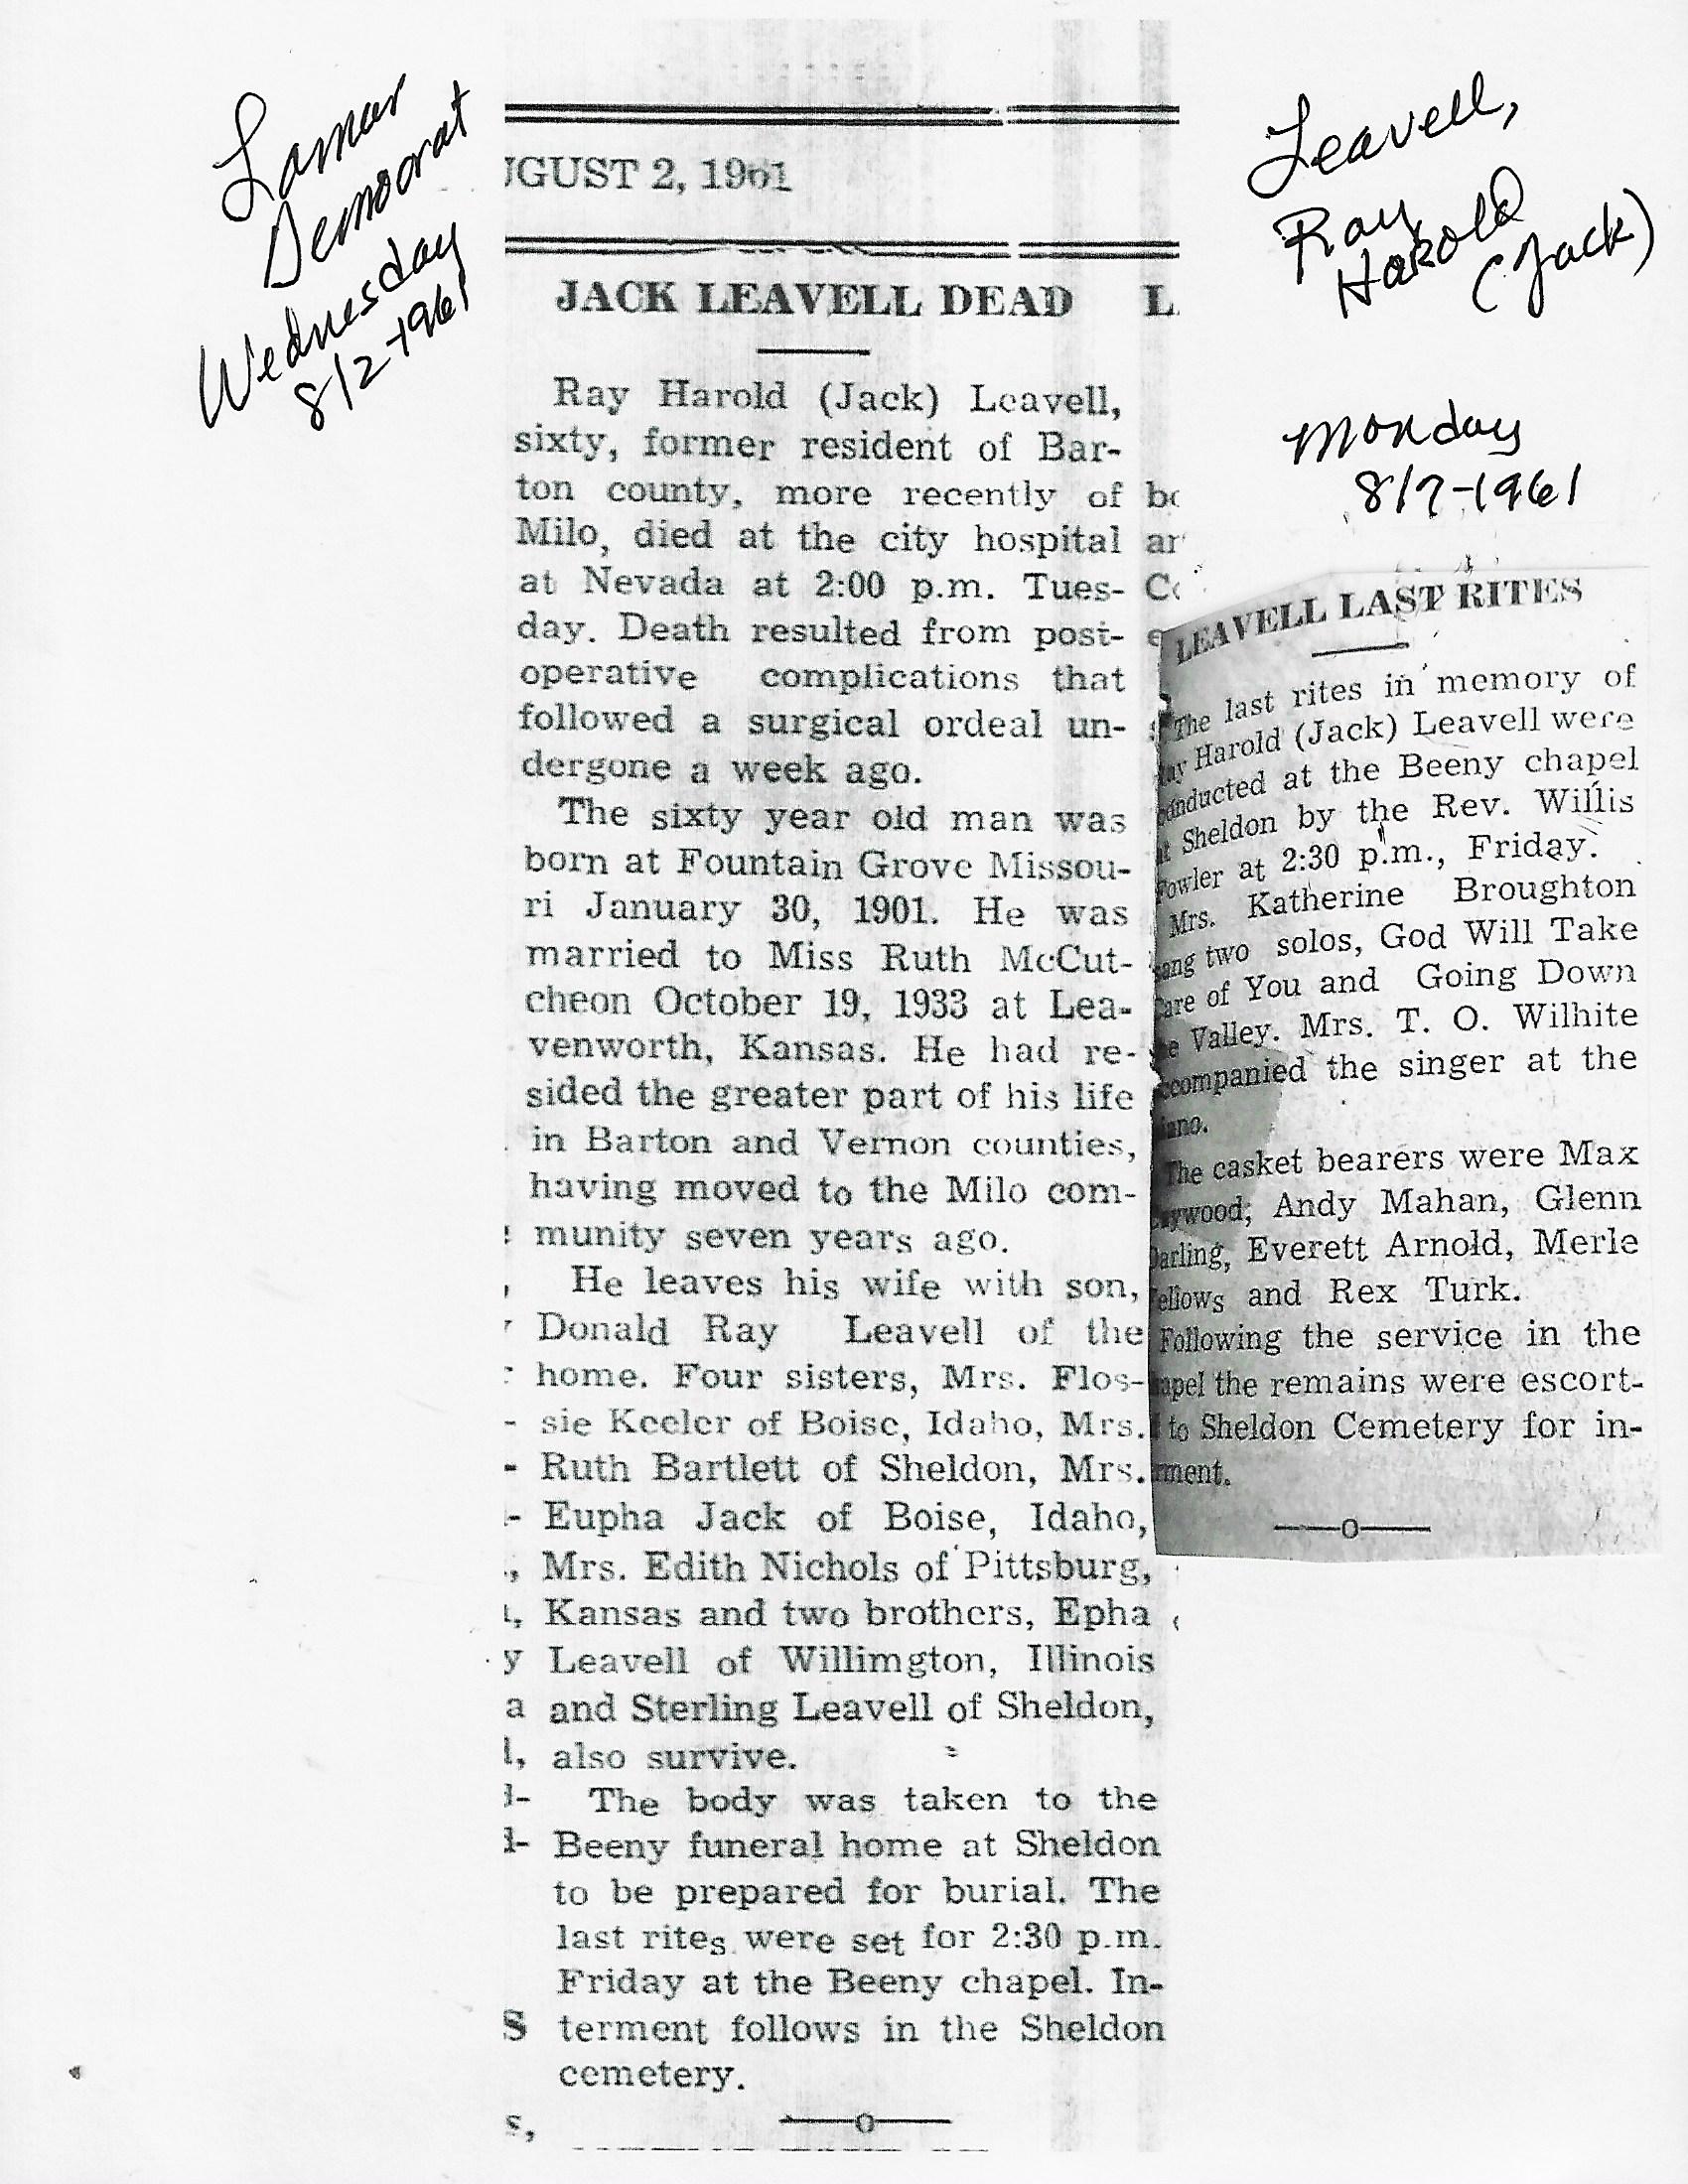 Lamar
Democrat
Wednesday
8/2-1961
UGUST 2, 1961
JACK LEAVELL DEAD
Ray Harold (Jack) Leavell,
sixty, former resident of Bar-
ton county, more recently of
Milo, died at the city hospital
at Nevada at 2:00 p.m. Tues-
day. Death resulted from post-
operative complications that
followed a surgical ordeal un-
dergone a week ago.
The sixty year old man was
born at Fountain Grove Missou-
ri January 30, 1901. He was
married to Miss Ruth McCut-
cheon October 19, 1933 at Lea-
venworth, Kansas. He had re-
sided the greater part of his life
in Barton and Vernon counties,
having moved to the Milo com-
munity seven years ago.
He leaves his wife with son,
Donald Ray Leavell of the
home. Four sisters, Mrs. Flos-
sie Keeler of Boise, Idaho, Mrs.
Ruth Bartlett of Sheldon, Mrs.
Eupha Jack of Boise, Idaho,
Mrs. Edith Nichols of Pittsburg,
Kansas and two brothers, Epha
Leavell of Willimgton, Illinois
and Sterling Leavell of Sheldon,
also survive.
The body was taken to the
Beeny funeral home at Sheldon
to be prepared for burial. The
last rites were set for 2:30 p.m.
Friday at the Beeny chapel. In-
terment follows in the Sheldon
cemetery.
Leavell,
Ray
Harold
(Jack)
Monday
8/7-1961
LEAVELL LAST RITES
The last rites in memory of
ay Harold (Jack) Leavell were
onducted at the Beeny chapel
t Sheldon by the Rev. Willis
Fowler at 2:30 p.m., Friday.
Mrs. Katherine Broughton
ang two solos, God Will Take
Care of You and Going Down
e Valley. Mrs. T. O. Wilhite
ccompanied the singer at the
iano.
The casket bearers were Max
aywood; Andy Mahan, Glenn
Darling, Everett Arnold, Merle
Fellows and Rex Turk.
Following the service in the
apel the remains were escort-
d to Sheldon Cemetery for in-
rment.